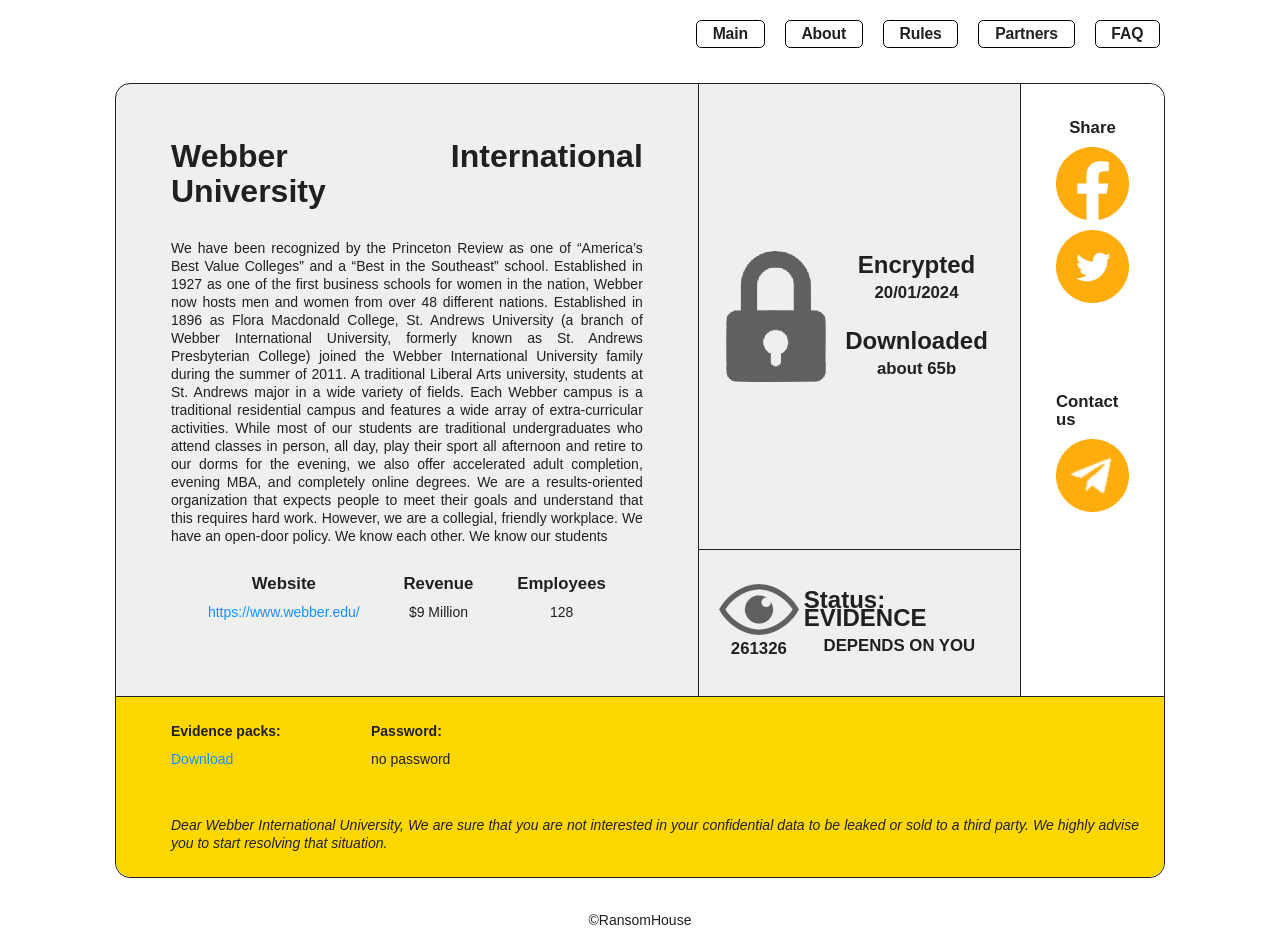 Main About Rules Partners FAQ
Webber International
University
We have been recognized by the Princeton Review as one of “America’s
Best Value Colleges” and a “Best in the Southeast” school. Established in
1927 as one of the first business schools for women in the nation, Webber
now hosts men and women from over 48 different nations. Established in
1896 as Flora Macdonald College, St. Andrews University (a branch of
Webber International University, formerly known as St. Andrews
Presbyterian College) joined the Webber International University family
during the summer of 2011. A traditional Liberal Arts university, students at
St. Andrews major in a wide variety of fields. Each Webber campus is a
traditional residential campus and features a wide array of extra-curricular
activities. While most of our students are traditional undergraduates who
attend classes in person, all day, play their sport all afternoon and retire to
our dorms for the evening, we also offer accelerated adult completion,
evening MBA, and completely online degrees. We are a results-oriented
organization that expects people to meet their goals and understand that
this requires hard work. However, we are a collegial, friendly workplace. We
have an open-door policy. We know each other. We know our students
Website Revenue Employees
https://www.webber.edu/ $9 Million 128
Encrypted
20/01/2024
Downloaded
about 65b
Status:
EVIDENCE
261326 DEPENDS ON YOU
Share
Contact
us
Evidence packs: Password:
Download no password
Dear Webber International University, We are sure that you are not interested in your confidential data to be leaked or sold to a third party. We highly advise
you to start resolving that situation.
©RansomHouse